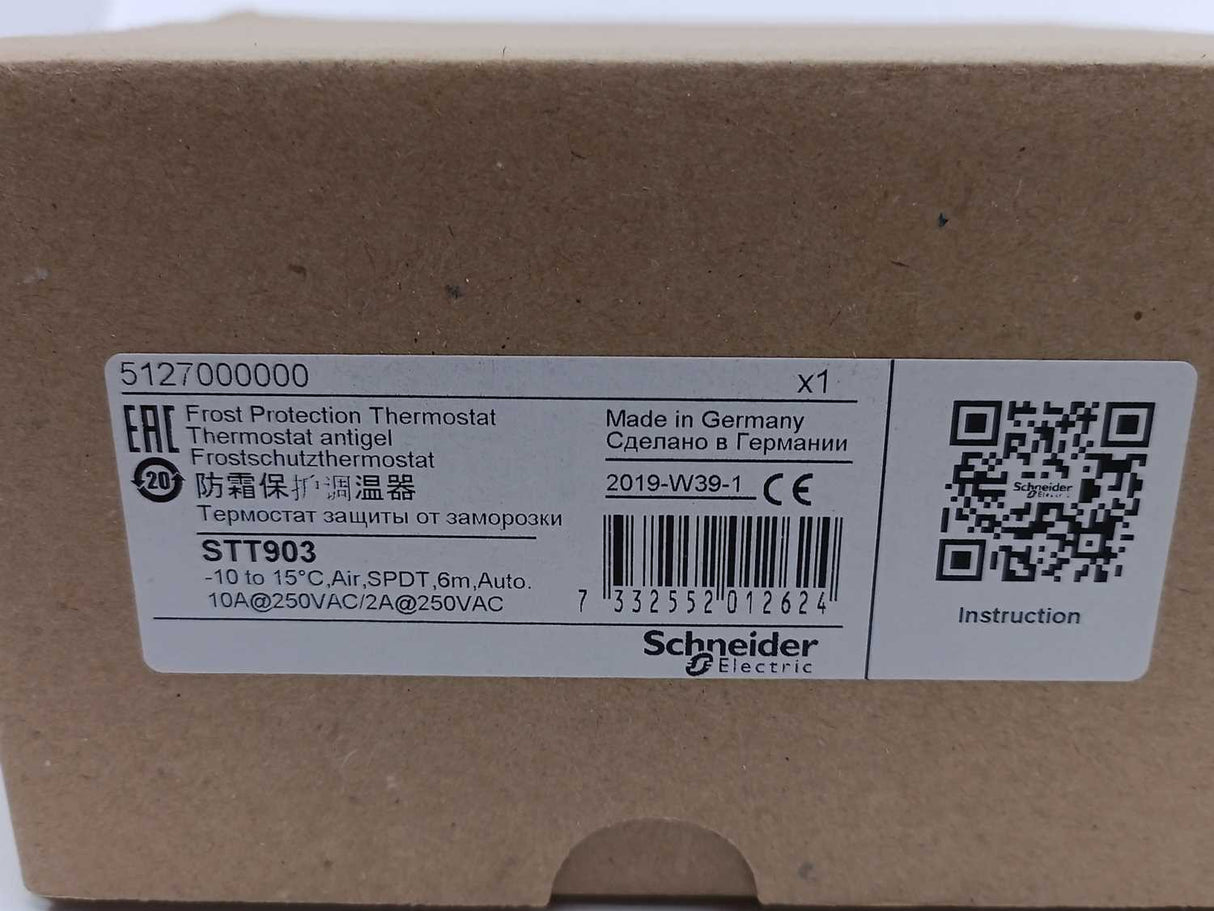 5127000000 x1
EAC Frost Protection Thermostat
Thermostat antigel
Frostschutzthermostat
20 防霜保护调温器
Термостат защиты от заморозки
STT903
-10 to 15°C,Air,SPDT,6m,Auto.
10A@250VAC/2A@250VAC
Made in Germany
Сделано в Германии
2019-W39-1 CE
7 332552 012624
Schneider
Electric
Schneider
Electric
Instruction